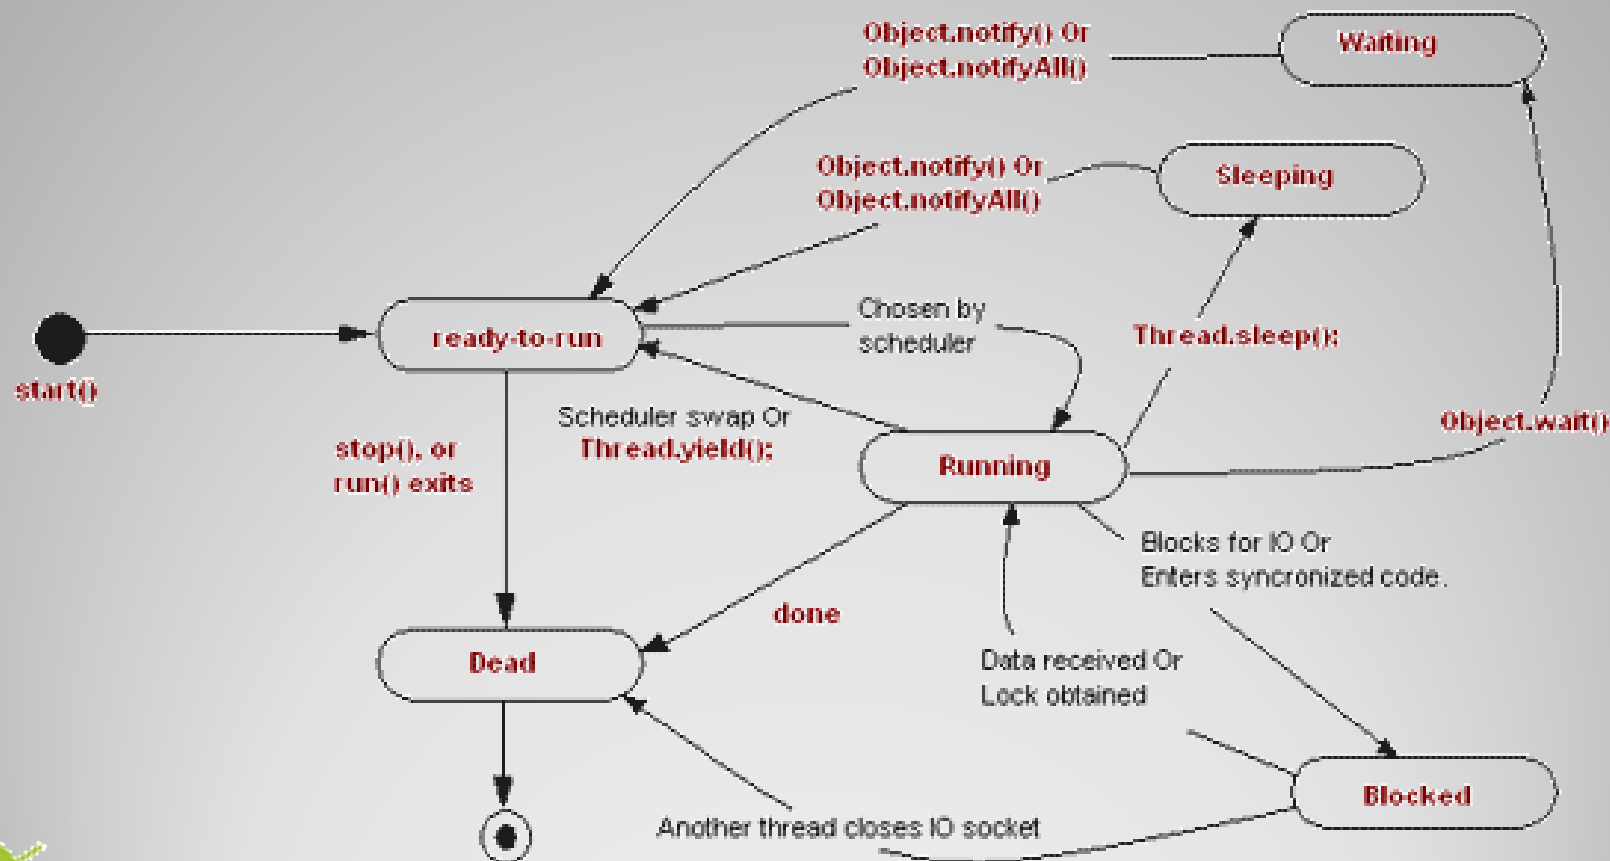 Object.notify() Or
Object.notifyAll()
Waiting
Object.notify() Or
Object.notifyAll()
Sleeping
Chosen by
scheduler
ready-to-run
Thread.sleep();
start()
Scheduler swap Or
Thread.yield();
Object.wait()
stop(), or
run() exits
Running
Blocks for IO Or
Enters syncronized code.
done
Dead
Data received Or
Lock obtained
Blocked
Another thread closes IO socket